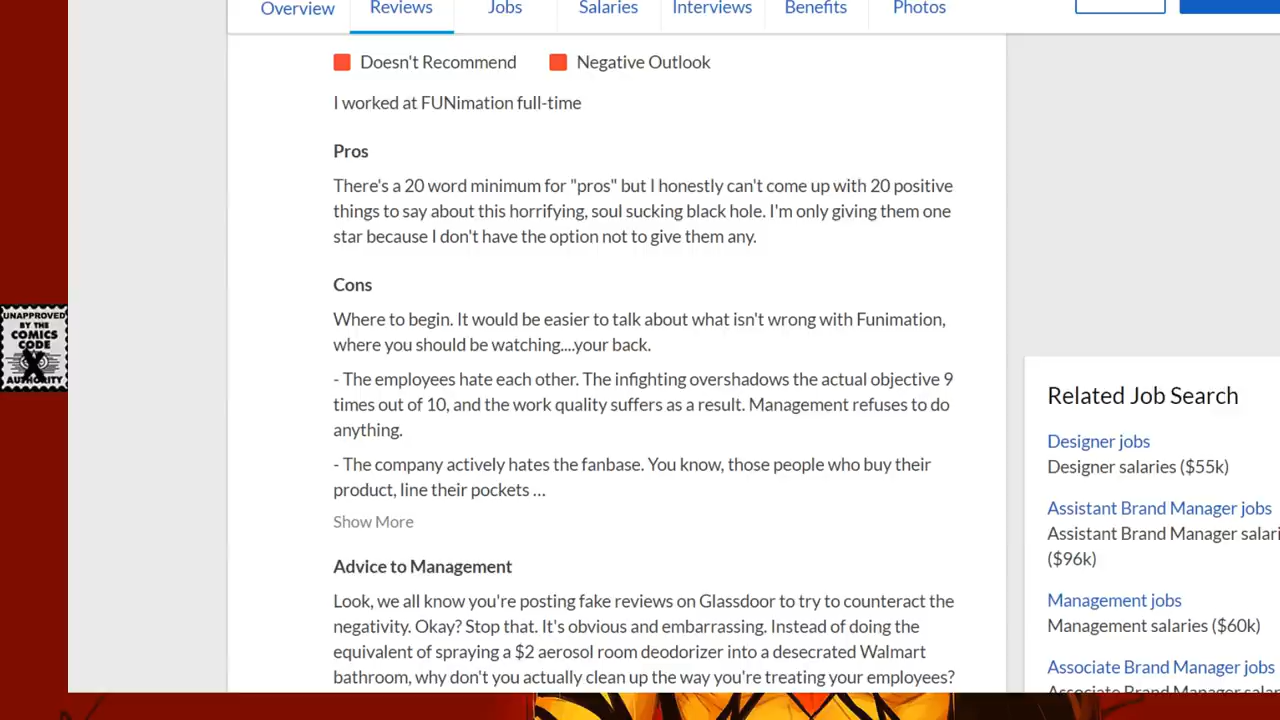 Overview Reviews Jobs Salaries Interviews Benefits Photos
Doesn't Recommend Negative Outlook
I worked at FUNimation full-time
Pros
There's a 20 word minimum for "pros" but I honestly can't come up with 20 positive
things to say about this horrifying, soul sucking black hole. I'm only giving them one
star because I don't have the option not to give them any.
Cons
Where to begin. It would be easier to talk about what isn't wrong with Funimation,
where you should be watching....your back.
- The employees hate each other. The infighting overshadows the actual objective 9
times out of 10, and the work quality suffers as a result. Management refuses to do
anything.
- The company actively hates the fanbase. You know, those people who buy their
product, line their pockets ...
Show More
Advice to Management
Look, we all know you're posting fake reviews on Glassdoor to try to counteract the
negativity. Okay? Stop that. It's obvious and embarrassing. Instead of doing the
equivalent of spraying a $2 aerosol room deodorizer into a desecrated Walmart
bathroom, why don't you actually clean up the way you're treating your employees?
Related Job Search
Designer jobs
Designer salaries ($55k)
Assistant Brand Manager jobs
Assistant Brand Manager salari
($96k)
Management jobs
Management salaries ($60k)
Associate Brand Manager jobs
Associate Brand Manager salari
UNAPPROVED
BY THE
COMICS
CODE
AUTHORITY